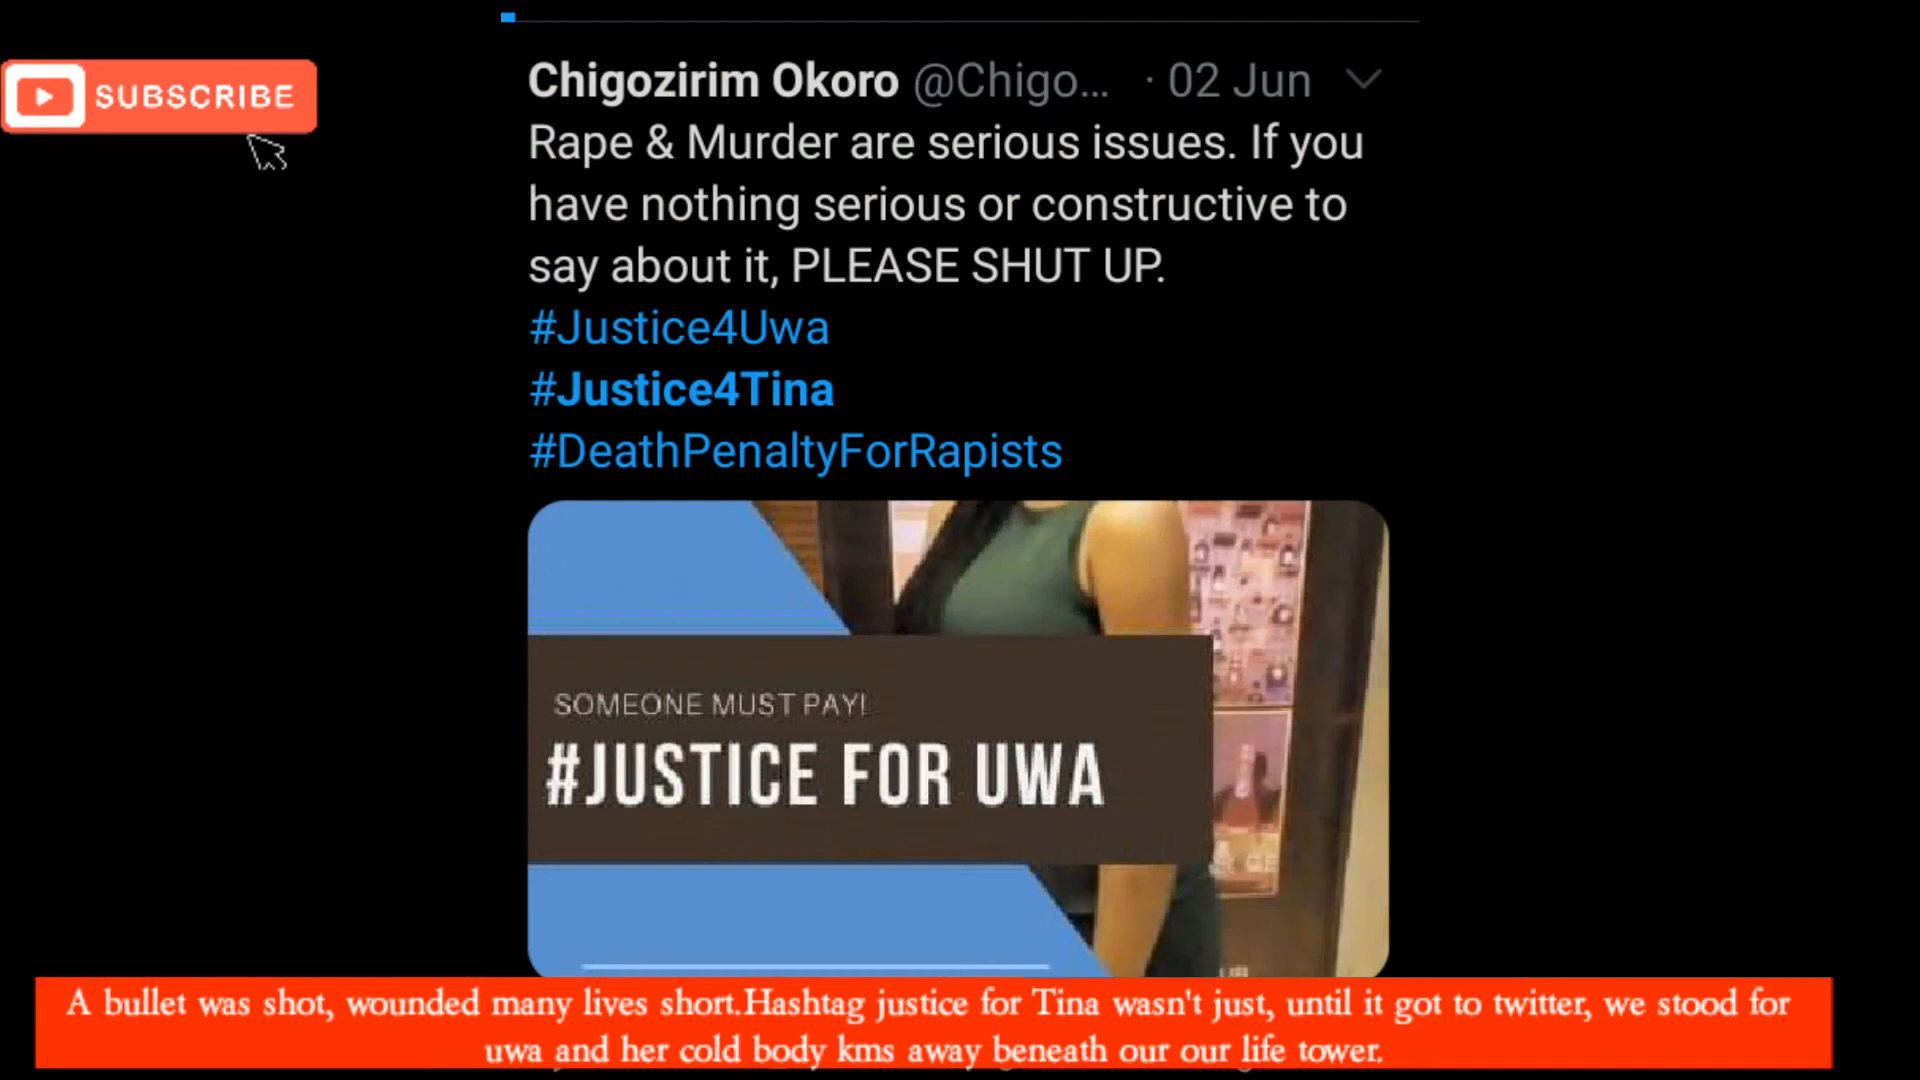 SUBSCRIBE
Chigozirim Okoro @Chigo... · 02 Jun
Rape & Murder are serious issues. If you
have nothing serious or constructive to
say about it, PLEASE SHUT UP.
#Justice4Uwa
#Justice4Tina
#DeathPenaltyForRapists
SOMEONE MUST PAY!
#JUSTICE FOR UWA
A bullet was shot, wounded many lives short.Hashtag justice for Tina wasn't just, until it got to twitter, we stood for
uwa and her cold body kms away beneath our our life tower.